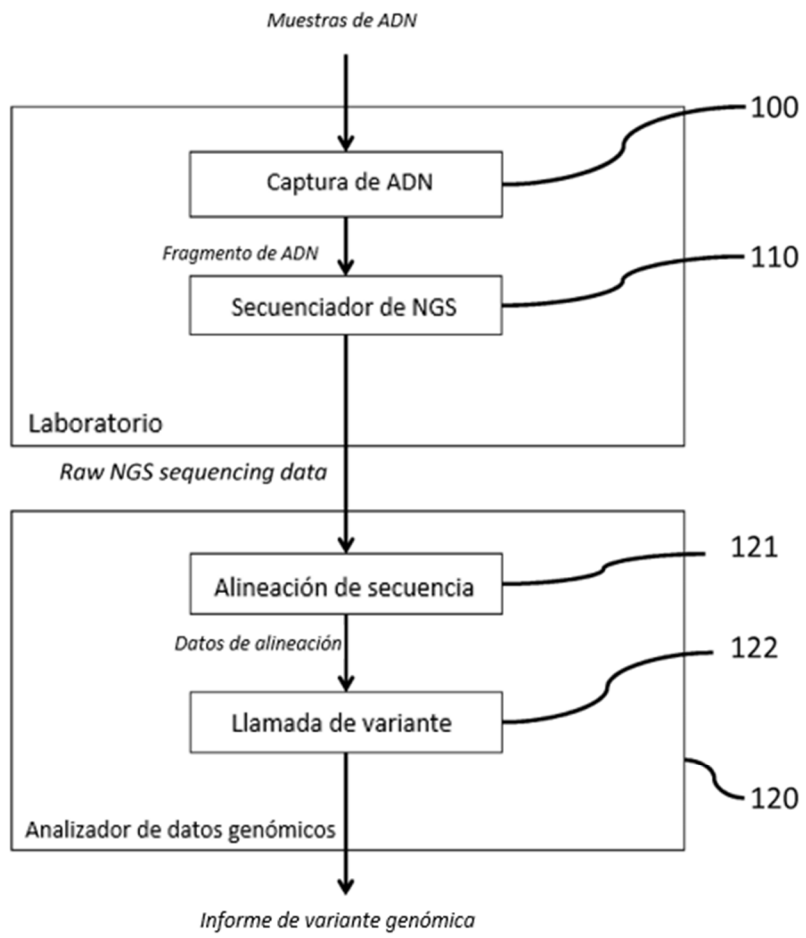 Muestras de ADN
100
Captura de ADN
Fragmento de ADN
110
Secuenciador de NGS
Laboratorio
Raw NGS sequencing data
121
Alineación de secuencia
Datos de alineación
122
Llamada de variante
120
Analizador de datos genómicos
Informe de variante genómica